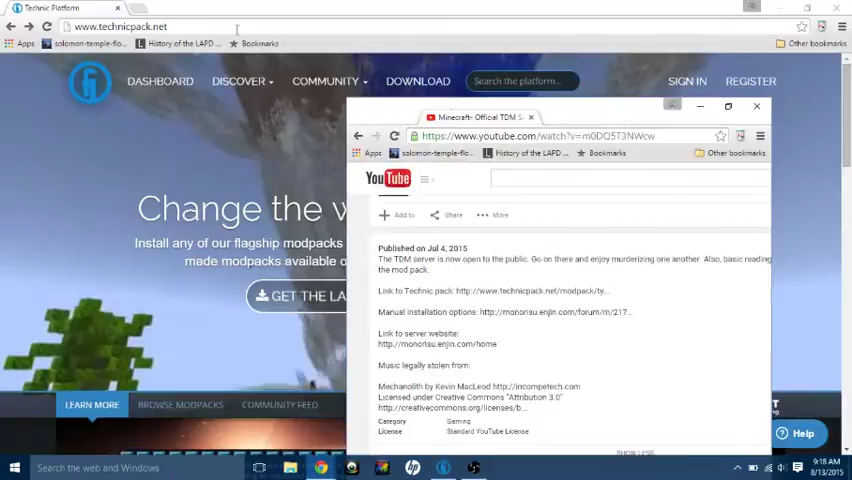 Technic Platform
www.technicpack.net
Apps solomon-temple-flo... History of the LAPD ... Bookmarks Other bookmarks
DASHBOARD DISCOVER COMMUNITY DOWNLOAD Search the platform... SIGN IN REGISTER
Change the w
Install any of our flagship modpacks
made modpacks available o
GET THE LA
LEARN MORE BROWSE MODPACKS COMMUNITY FEED
Minecraft- Official TDM S
https://www.youtube.com/watch?v=m0DQ5T3NWcw
Apps solomon-temple-flo... History of the LAPD ... Bookmarks Other bookmarks
YouTube
Add to Share More
Published on Jul 4, 2015
The TDM server is now open to the public. Go on there and enjoy murderizing one another. Also, basic reading
the mod pack.
Link to Technic pack: http://www.technicpack.net/modpack/ty...
Manual installation options: http://monorisu.enjin.com/forum/m/217...
Link to server website:
http://monorisu.enjin.com/home
Music legally stolen from:
Mechanolith by Kevin MacLeod http://incompetech.com
Licensed under Creative Commons "Attribution 3.0"
http://creativecommons.org/licenses/b...
Category Gaming
License Standard YouTube License
SHOW LESS
Help
Search the web and Windows
9:18 AM
8/13/2015